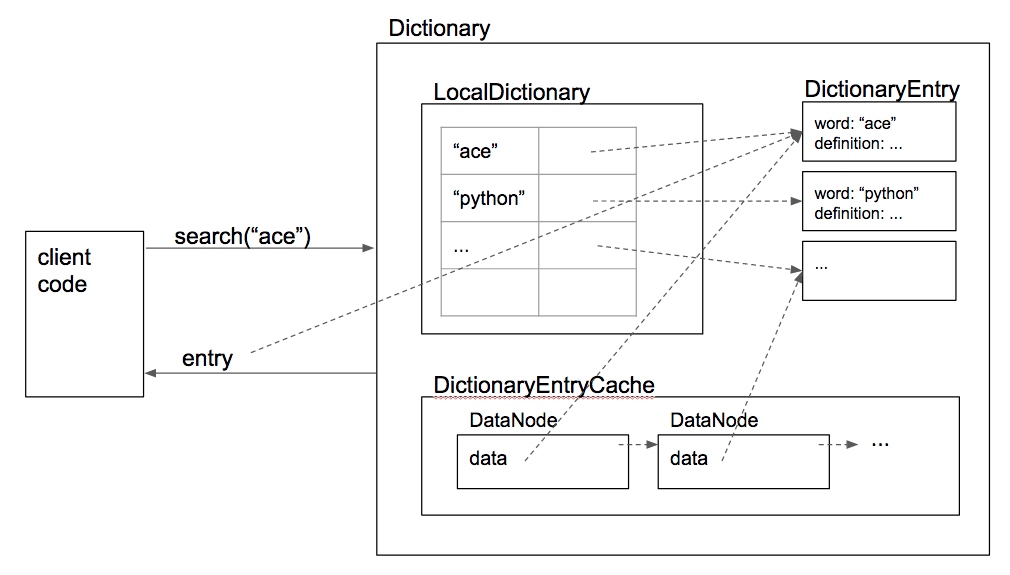 Dictionary
LocalDictionary
DictionaryEntry
“ace”
“python”
...
word: “ace”
definition: ...
word: “python”
definition: ...
...
client
code
search(“ace”)
entry
DictionaryEntryCache
DataNode
data
DataNode
data
...